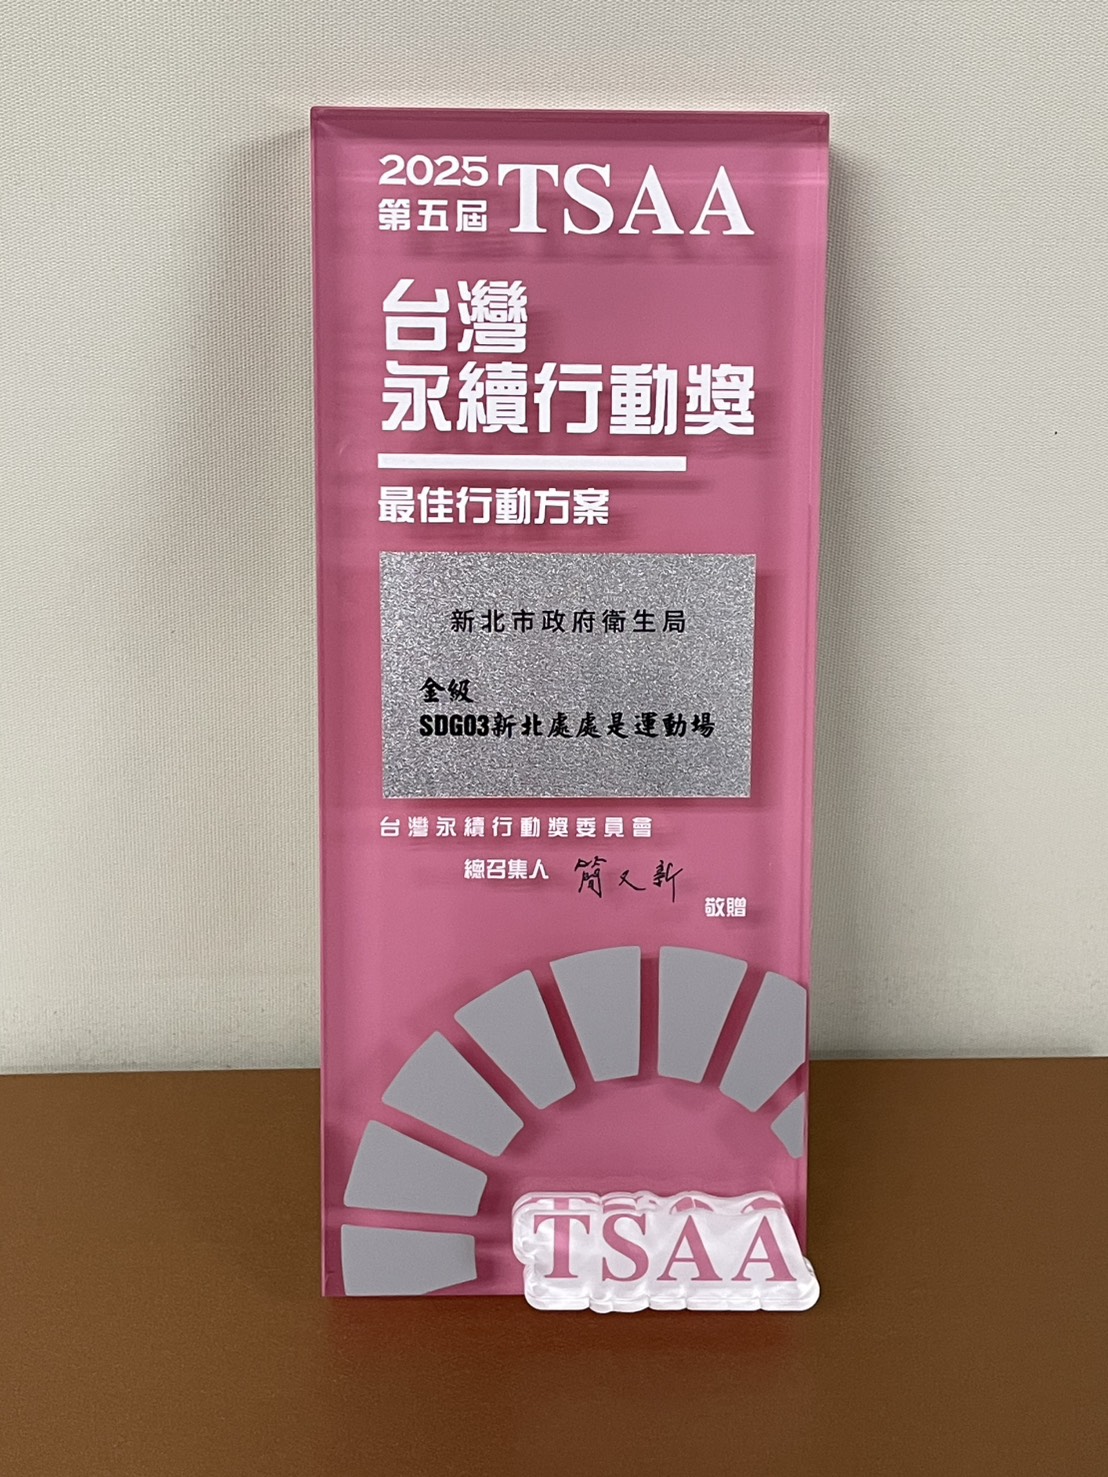 2025
第五屆 TSAA
台灣
永續行動獎
最佳行動方案
新北市政府衛生局
金級
SDG03新北處處是運動場
台灣永續行動獎委員會
總召集人 簡又新
敬贈
TSAA